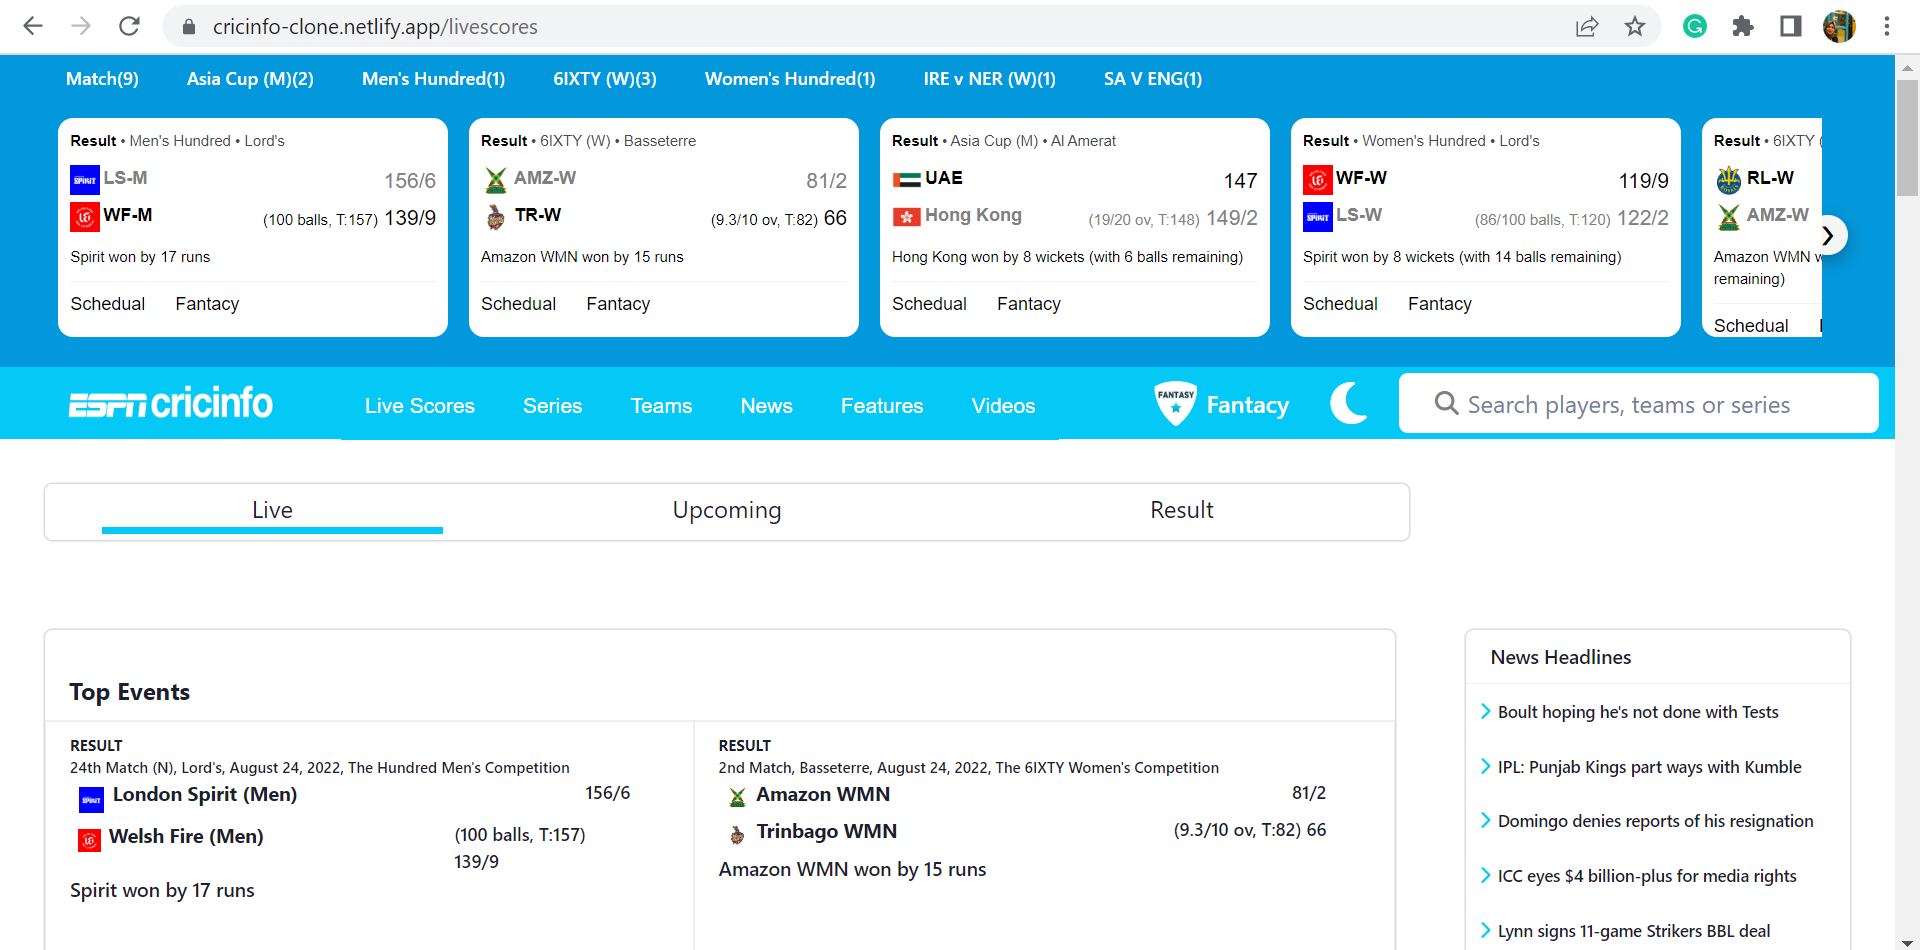 cricinfo-clone.netlify.app/livescores
Match(9) Asia Cup (M)(2) Men's Hundred(1) 6IXTY (W)(3) Women's Hundred(1) IRE v NER (W)(1) SA V ENG(1)
Result • Men's Hundred • Lord's
LS-M 156/6
WF-M (100 balls, T:157) 139/9
Spirit won by 17 runs
Schedual Fantacy
Result • 6IXTY (W) • Basseterre
AMZ-W 81/2
TR-W (9.3/10 ov, T:82) 66
Amazon WMN won by 15 runs
Schedual Fantacy
Result • Asia Cup (M) • Al Amerat
UAE 147
Hong Kong (19/20 ov, T:148) 149/2
Hong Kong won by 8 wickets (with 6 balls remaining)
Schedual Fantacy
Result • Women's Hundred • Lord's
WF-W 119/9
LS-W (86/100 balls, T:120) 122/2
Spirit won by 8 wickets (with 14 balls remaining)
Schedual Fantacy
Result • 6IXTY (
RL-W
AMZ-W
Amazon WMN
remaining)
Schedual
ESPN cricinfo Live Scores Series Teams News Features Videos FANTASY Fantacy Search players, teams or series
Live Upcoming Result
Top Events
RESULT
24th Match (N), Lord's, August 24, 2022, The Hundred Men's Competition
SPIRIT London Spirit (Men) 156/6
Welsh Fire (Men) (100 balls, T:157)
139/9
Spirit won by 17 runs
RESULT
2nd Match, Basseterre, August 24, 2022, The 6IXTY Women's Competition
Amazon WMN 81/2
Trinbago WMN (9.3/10 ov, T:82) 66
Amazon WMN won by 15 runs
News Headlines
Boult hoping he's not done with Tests
IPL: Punjab Kings part ways with Kumble
Domingo denies reports of his resignation
ICC eyes $4 billion-plus for media rights
Lynn signs 11-game Strikers BBL deal